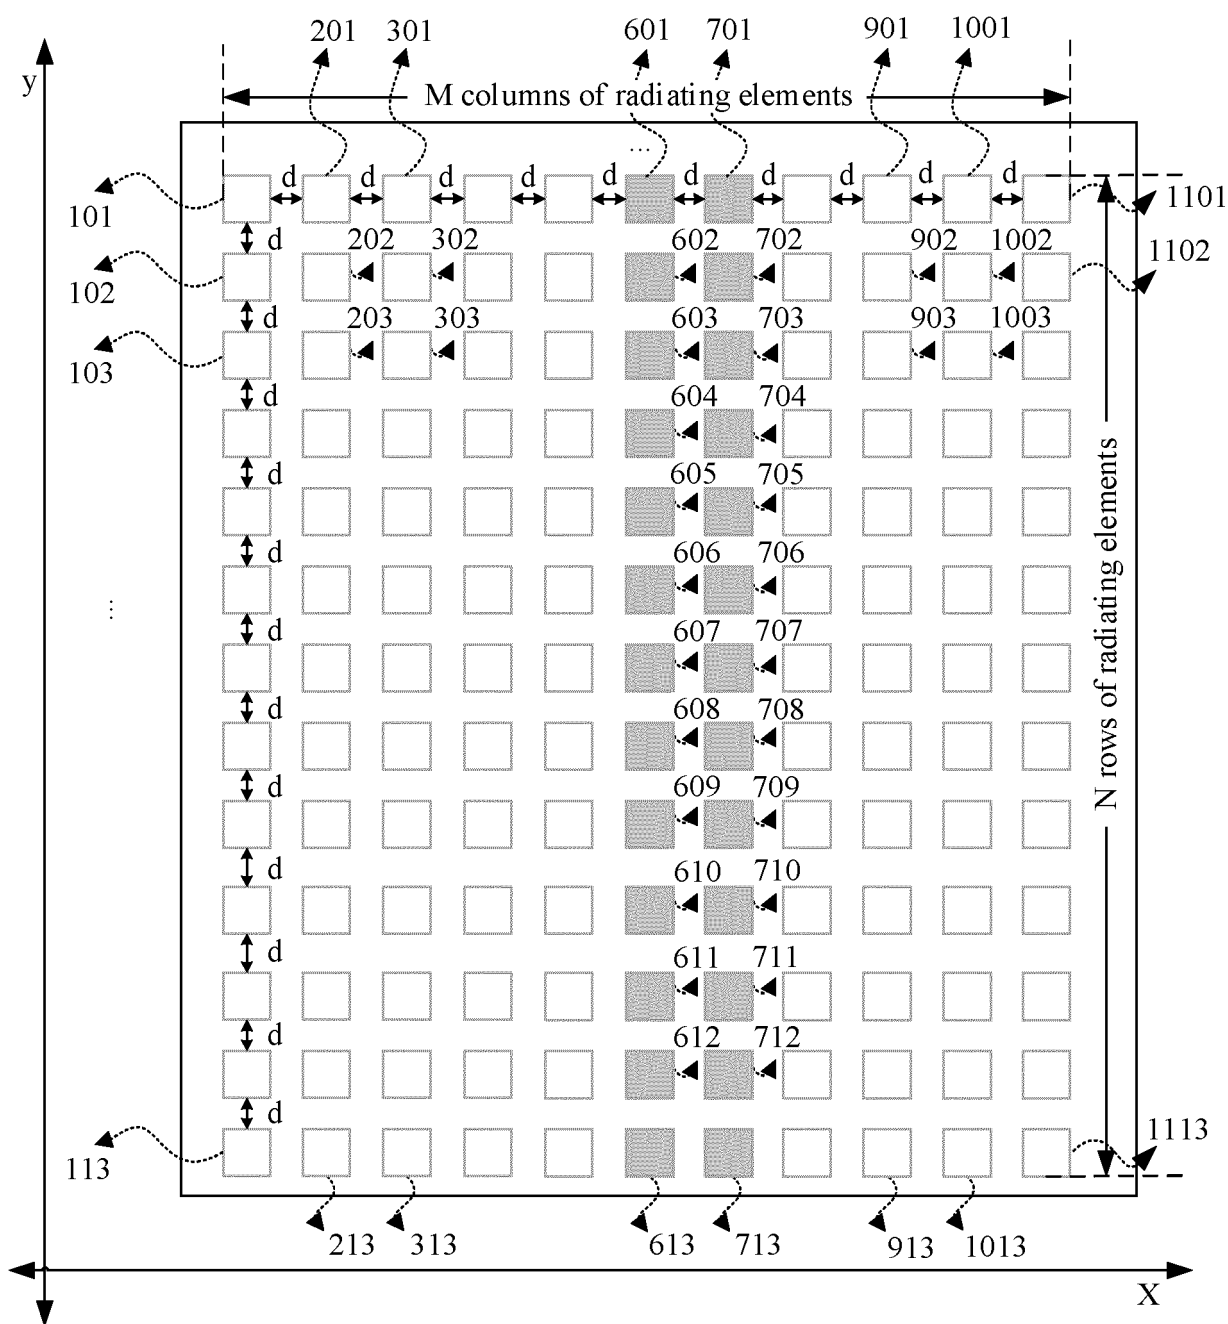 201 301 601 701 901 1001
y
M columns of radiating elements
...
d d d d d d d d d d
101 1101
d 202 302 602 702 902 1002 1102
102
d 203 303 603 703 903 1003
103
d 604 704
d 605 705
d 606 706
...
d 607 707
d 608 708
d 609 709
d 610 710
d 611 711
d 612 712
d
N rows of radiating elements
113 1113
213 313 613 713 913 1013
X